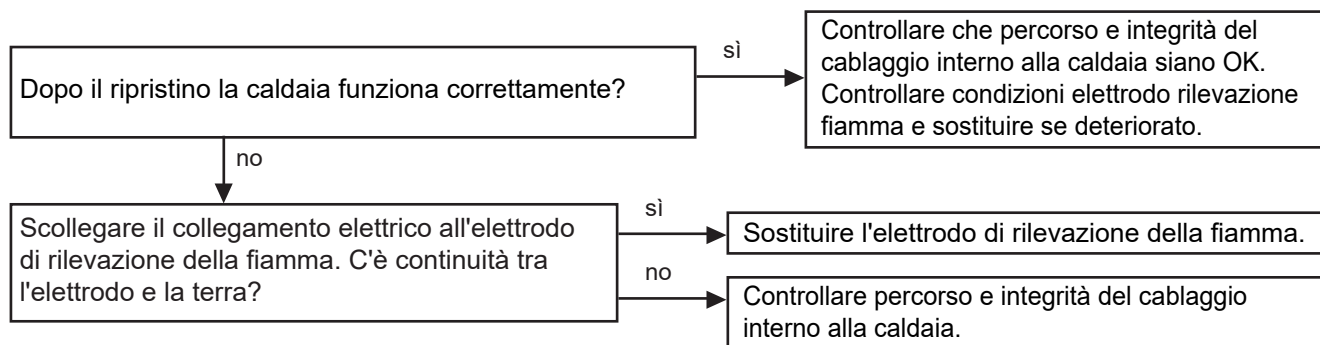 Dopo il ripristino la caldaia funziona correttamente?
sì
Controllare che percorso e integrità del
cablaggio interno alla caldaia siano OK.
Controllare condizioni elettrodo rilevazione
fiamma e sostituire se deteriorato.
no
Scollegare il collegamento elettrico all'elettrodo
di rilevazione della fiamma. C'è continuità tra
l'elettrodo e la terra?
sì
Sostituire l'elettrodo di rilevazione della fiamma.
no
Controllare percorso e integrità del cablaggio
interno alla caldaia.